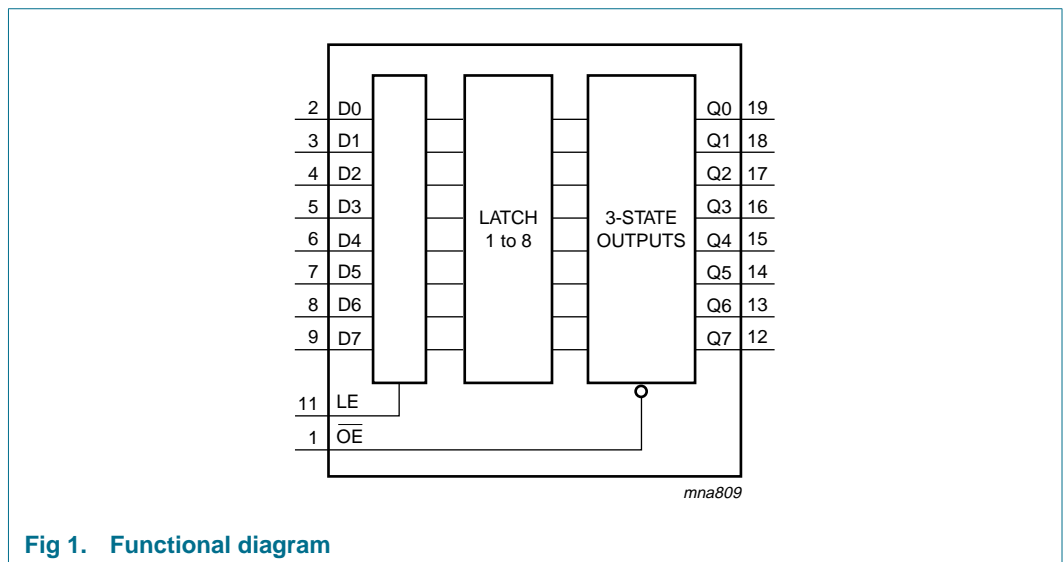 2 D0 Q0 19
3 D1 Q1 18
4 D2 Q2 17
5 D3 Q3 16
LATCH 3-STATE
1 to 8 OUTPUTS
6 D4 Q4 15
7 D5 Q5 14
8 D6 Q6 13
9 D7 Q7 12
11 LE
1 O̅E̅
mna809
Fig 1. Functional diagram